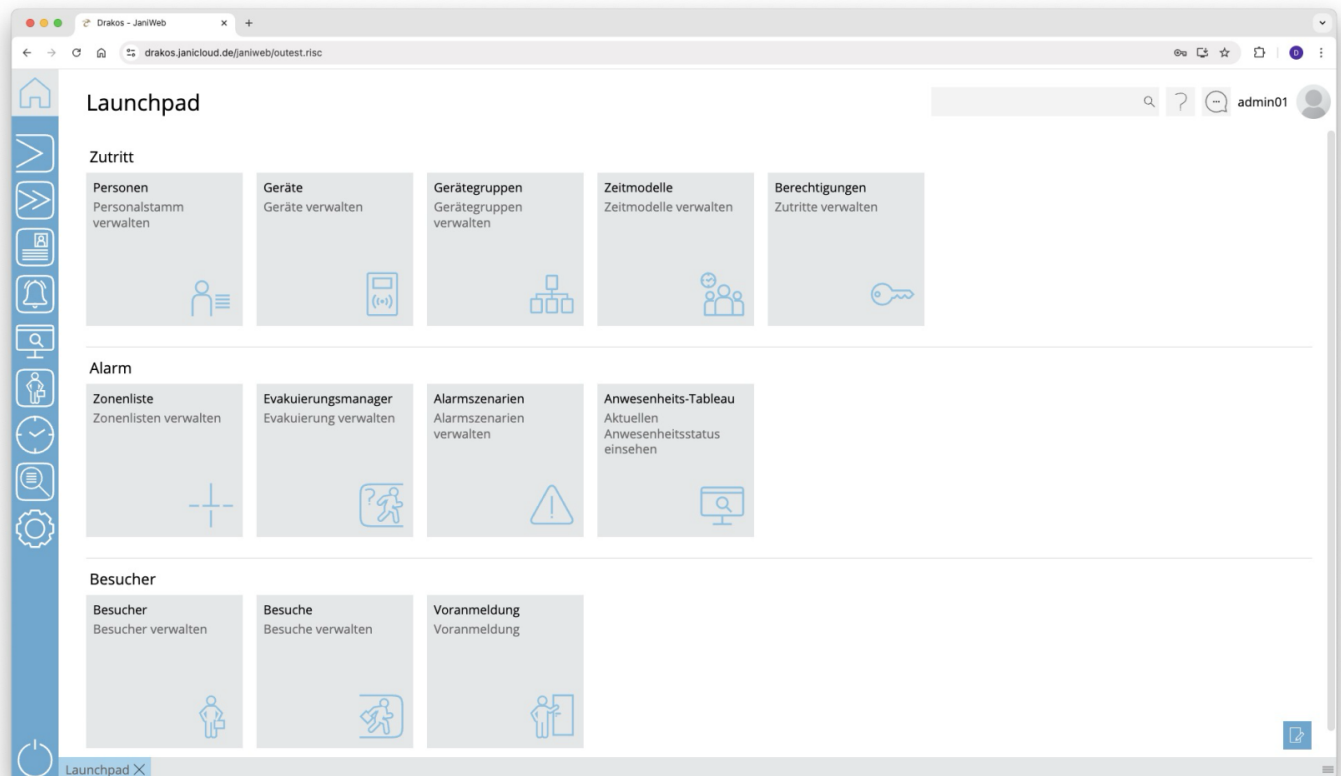 Drakos - JaniWeb
drakos.janicloud.de/janiweb/outest.risc
D
Launchpad
admin01
Zutritt
Personen
Personalstamm
verwalten
Geräte
Geräte verwalten
Gerätegruppen
Gerätegruppen
verwalten
Zeitmodelle
Zeitmodelle verwalten
Berechtigungen
Zutritte verwalten
Alarm
Zonenliste
Zonenlisten verwalten
Evakuierungsmanager
Evakuierung verwalten
Alarmszenarien
Alarmszenarien
verwalten
Anwesenheits-Tableau
Aktuellen
Anwesenheitsstatus
einsehen
Besucher
Besucher
Besucher verwalten
Besuche
Besuche verwalten
Voranmeldung
Voranmeldung
Launchpad